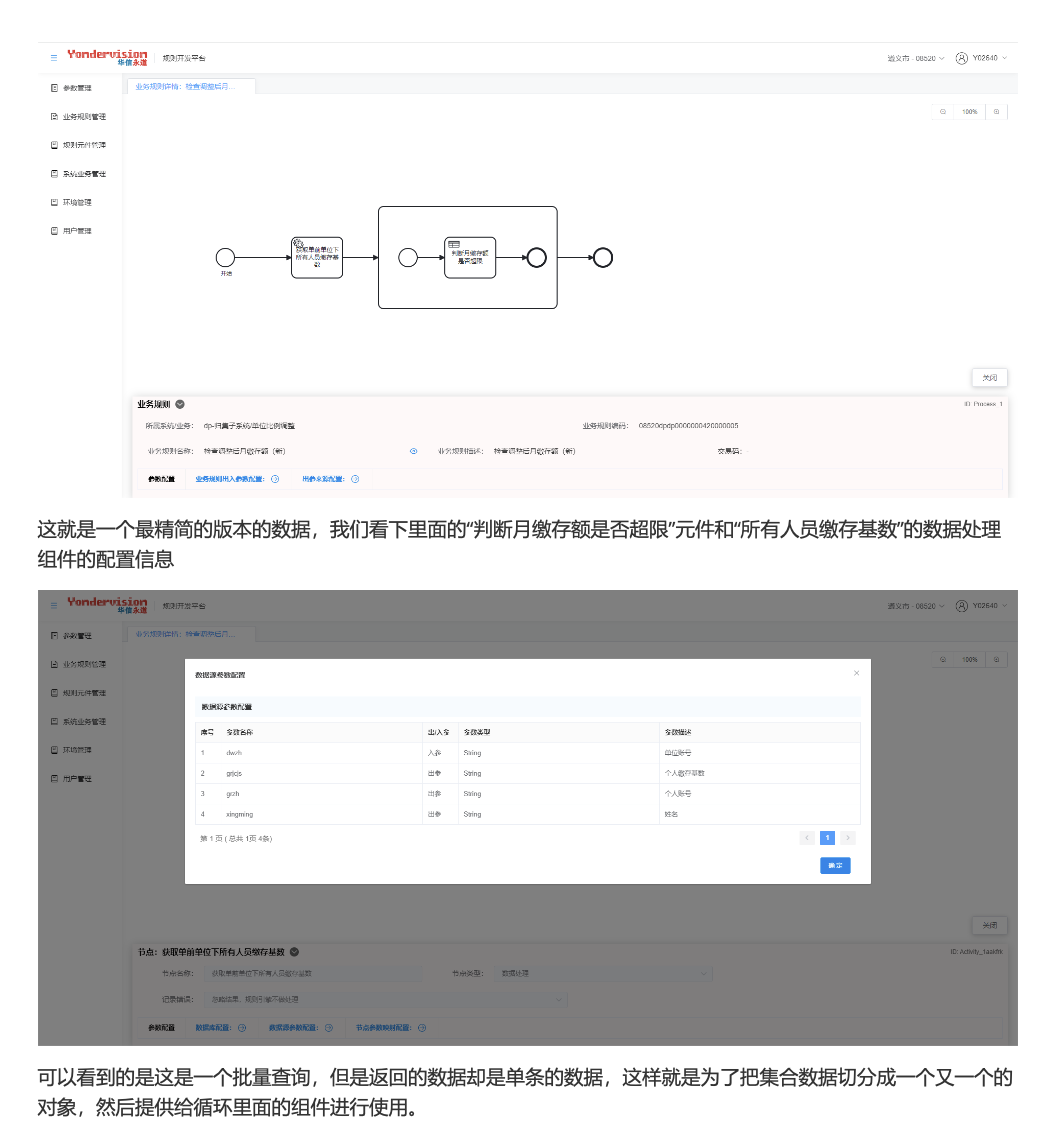 Yondervision
华信永道
规则开发平台
遵义市 - 08520
Y02640
参数管理
业务规则管理
规则元件管理
系统业务管理
环境管理
用户管理
业务规则详情：检查调整后月...
100%
开始
获取单前单位下
所有人员缴存基
数
判断月缴存额
是否超限
关闭
业务规则
ID: Process_1
所属系统/业务： dp-归集子系统/单位比例调整
业务规则编码： 08520dpdp0000000420000005
业务规则名称： 检查调整后月缴存额（新）
业务规则描述： 检查调整后月缴存额（新）
交易码： -
参数配置 业务规则出入参数配置： 出参来源配置：
这就是一个最精简的版本的数据，我们看下里面的“判断月缴存额是否超限”元件和“所有人员缴存基数”的数据处理
组件的配置信息
Yondervision
华信永道
规则开发平台
遵义市 - 08520
Y02640
参数管理
业务规则管理
规则元件管理
系统业务管理
环境管理
用户管理
业务规则详情：检查调整后月...
100%
数据源参数配置
×
数据源参数配置
序号 参数名称 出/入参 参数类型 参数描述
1 dwzh 入参 String 单位账号
2 grjcjs 出参 String 个人缴存基数
3 grzh 出参 String 个人账号
4 xingming 出参 String 姓名
第 1 页 ( 总共 1页 4条)
< 1 >
确定
关闭
节点：获取单前单位下所有人员缴存基数
ID: Activity_1aaktrk
节点名称： 获取单前单位下所有人员缴存基数
节点类型： 数据处理
记录错误： 忽略结果，规则引擎不做处理
参数配置 数据库配置： 数据源参数配置： 节点参数映射配置：
可以看到的是这是一个批量查询，但是返回的数据却是单条的数据，这样就是为了把集合数据切分成一个又一个的
对象，然后提供给循环里面的组件进行使用。